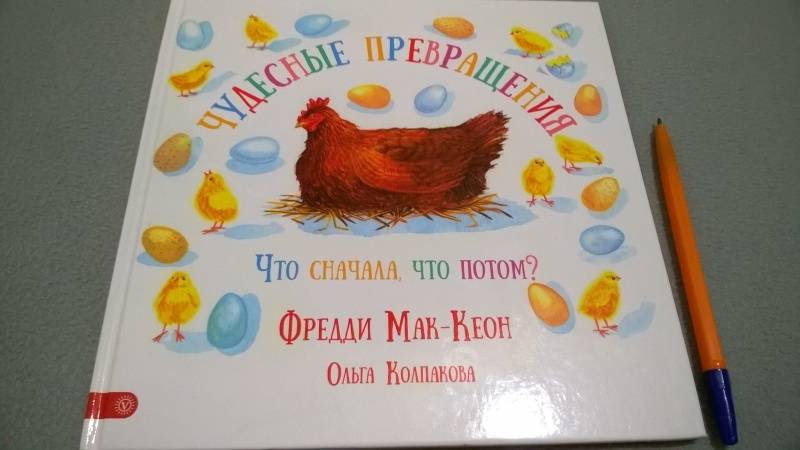 ЧУДЕСНЫЕ ПРЕВРАЩЕНИЯ
ЧТО СНАЧАЛА, ЧТО ПОТОМ?
ФРЕДДИ МАК-КЕОН
ОЛЬГА КОЛПАКОВА
V